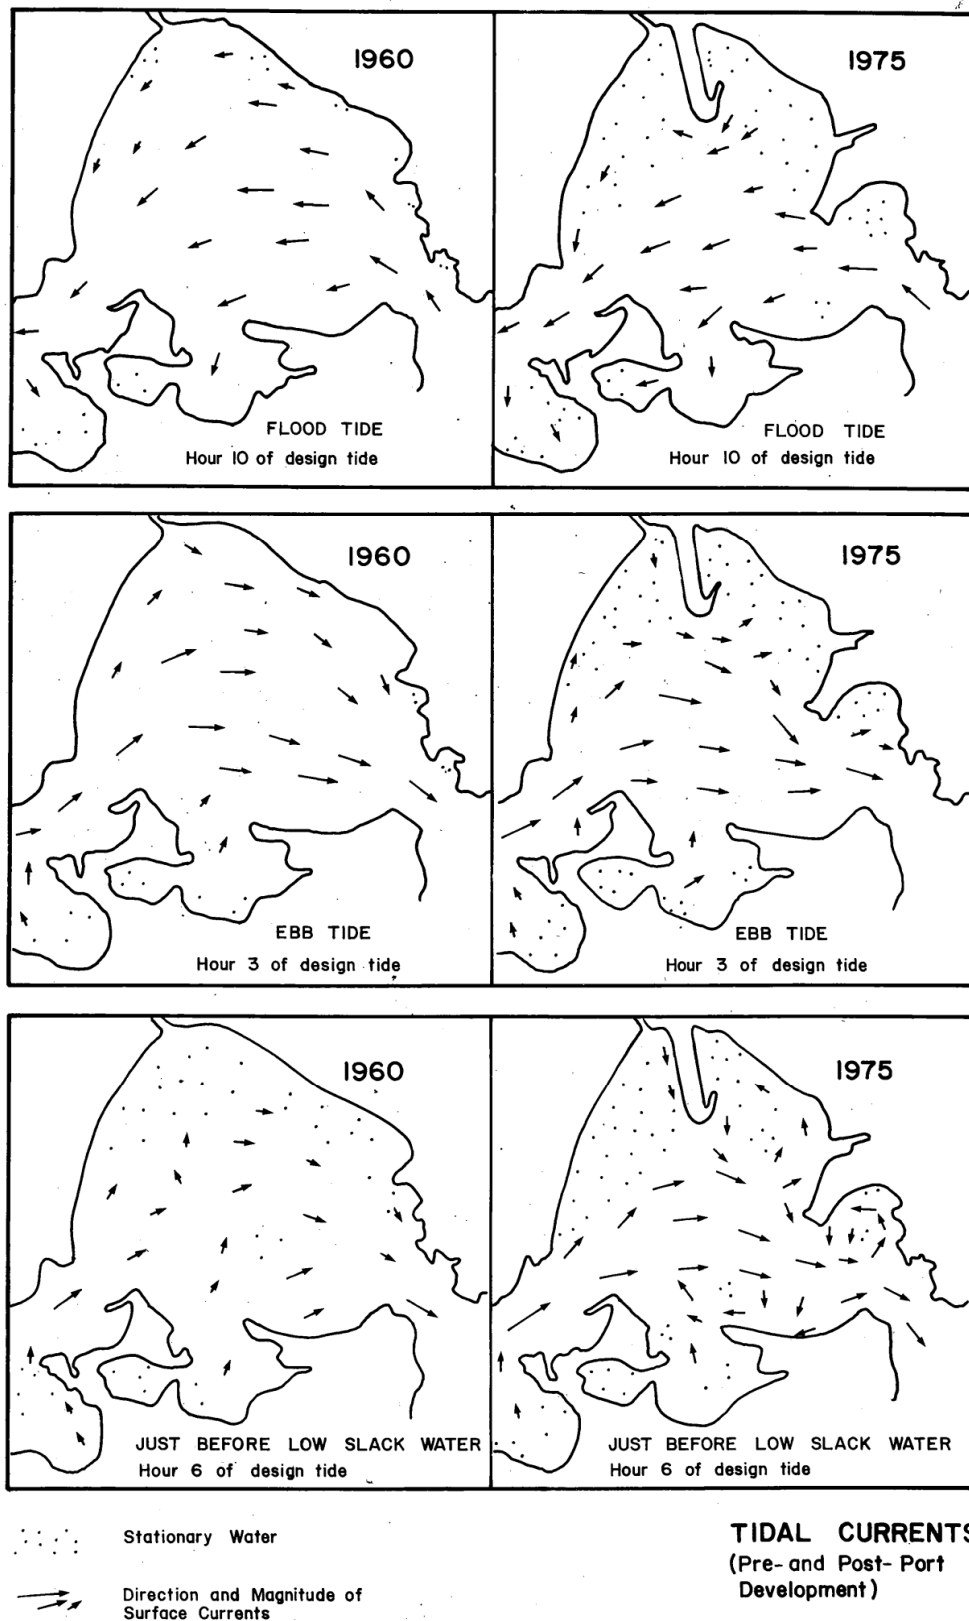 1960
1975
FLOOD TIDE
Hour 10 of design tide
FLOOD TIDE
Hour 10 of design tide
1960
1975
EBB TIDE
Hour 3 of design tide
EBB TIDE
Hour 3 of design tide
1960
1975
JUST BEFORE LOW SLACK WATER
Hour 6 of design tide
JUST BEFORE LOW SLACK WATER
Hour 6 of design tide
Stationary Water
Direction and Magnitude of
Surface Currents
TIDAL CURRENTS
(Pre- and Post- Port
Development)